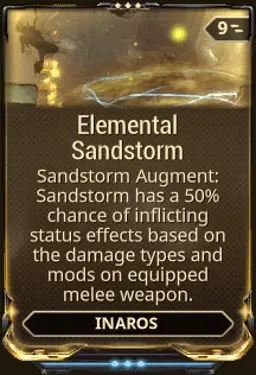 9
Elemental
Sandstorm
Sandstorm Augment:
Sandstorm has a 50%
chance of inflicting
status effects based on
the damage types and
mods on equipped
melee weapon.
INAROS